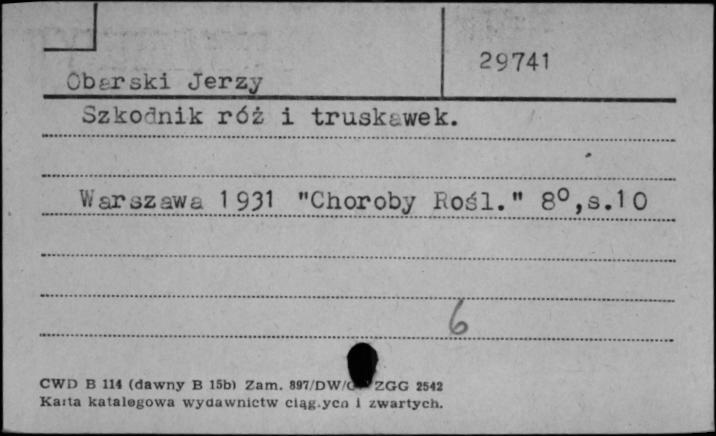 29741
Obarski Jerzy
Szkodnik róż i truskawek.
Warszawa 1931 "Choroby Rośl." 8°,s.10
6
CWD B 114 (dawny B 15b) Zam. 897/DW/ ZGG 2542
Karta katalogowa wydawnictw ciągłych i zwartych.